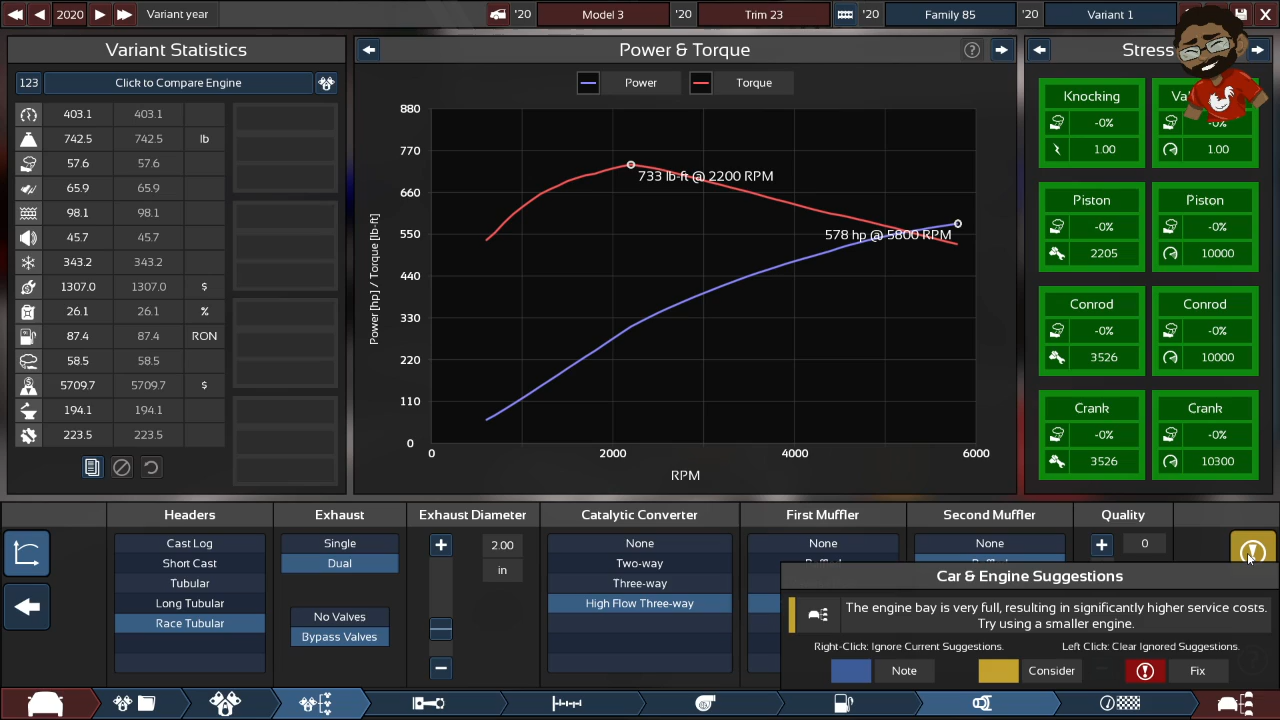 2020
Variant year
'20
Model 3
'20
Trim 23
'20
Family 85
'20
Variant 1
Variant Statistics
123
Click to Compare Engine
403.1 403.1
742.5 742.5 lb
57.6 57.6
65.9 65.9
98.1 98.1
45.7 45.7
343.2 343.2
1307.0 1307.0 $
26.1 26.1 %
87.4 87.4 RON
58.5 58.5
5709.7 5709.7 $
194.1 194.1
223.5 223.5
Power & Torque
Power
Torque
Power [hp] / Torque [lb-ft]
880
770
660
550
440
330
220
110
0
733 lb-ft @ 2200 RPM
578 hp @ 5800 RPM
0 2000 4000 6000
RPM
Stress
Knocking
-0% -0%
1.00 1.00
Piston Piston
-0% -0%
2205 10000
Conrod Conrod
-0% -0%
3526 10000
Crank Crank
-0% -0%
3526 10300
Headers
Cast Log
Short Cast
Tubular
Long Tubular
Race Tubular
Exhaust
Single
Dual
No Valves
Bypass Valves
Exhaust Diameter
2.00
in
Catalytic Converter
None
Two-way
Three-way
High Flow Three-way
First Muffler
None
Second Muffler
None
Quality
0
Car & Engine Suggestions
The engine bay is very full, resulting in significantly higher service costs.
Try using a smaller engine.
Right-Click: Ignore Current Suggestions.
Left Click: Clear Ignored Suggestions.
Note
Consider
Fix